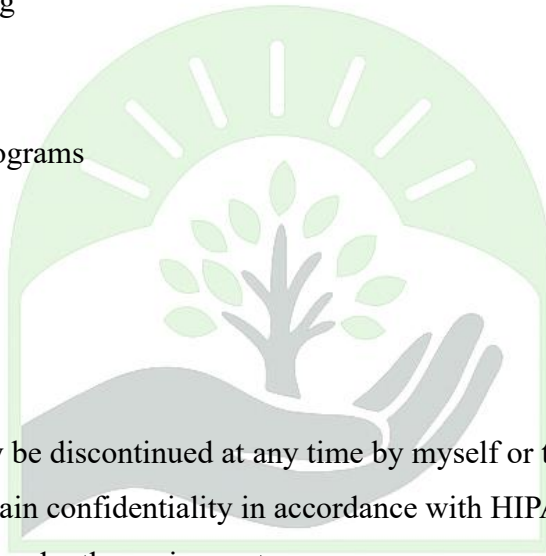 g
ograms
be discontinued at any time by myself or t
ain confidentiality in accordance with HIPA